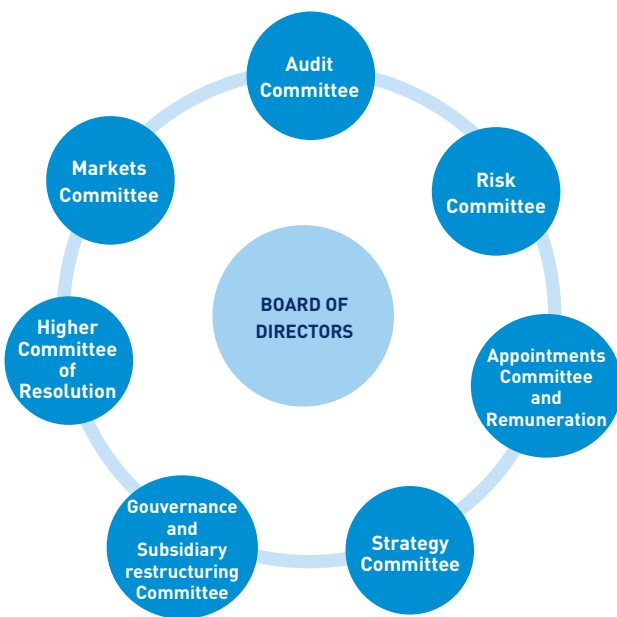 Audit
Committee
Markets
Committee
Risk
Committee
BOARD OF
DIRECTORS
Higher
Committee
of
Resolution
Appointments
Committee
and
Remuneration
Gouvernance
and
Subsidiary
restructuring
Committee
Strategy
Committee